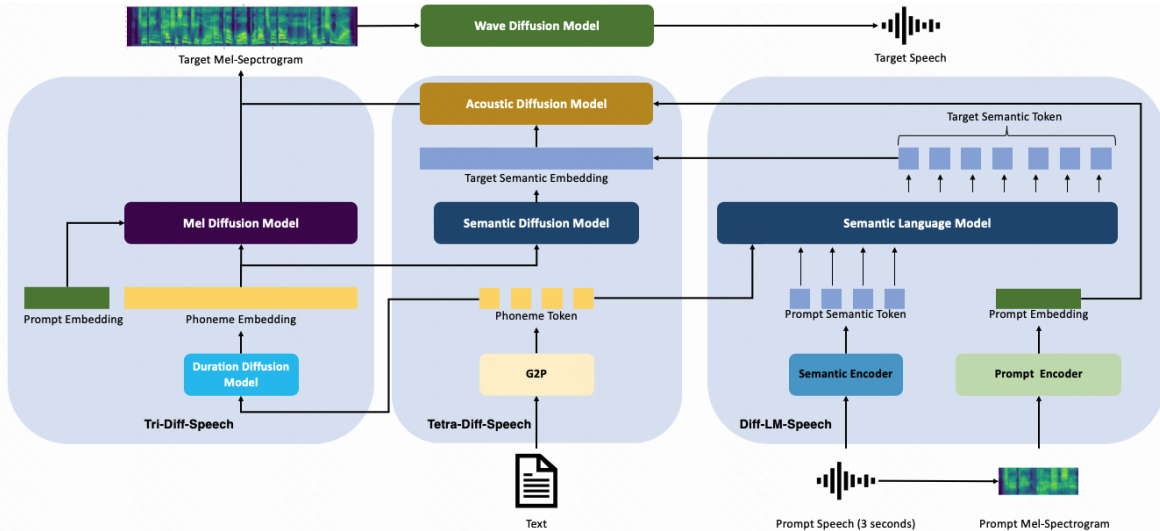 Wave Diffusion Model
Target Mel-Sepctrogram
Target Speech
Acoustic Diffusion Model
Target Semantic Token
Target Semantic Embedding
Mel Diffusion Model
Semantic Diffusion Model
Semantic Language Model
Prompt Embedding
Phoneme Embedding
Phoneme Token
Prompt Semantic Token
Prompt Embedding
Duration Diffusion
Model
G2P
Semantic Encoder
Prompt Encoder
Tri-Diff-Speech
Tetra-Diff-Speech
Diff-LM-Speech
Text
Prompt Speech (3 seconds)
Prompt Mel-Spectrogram